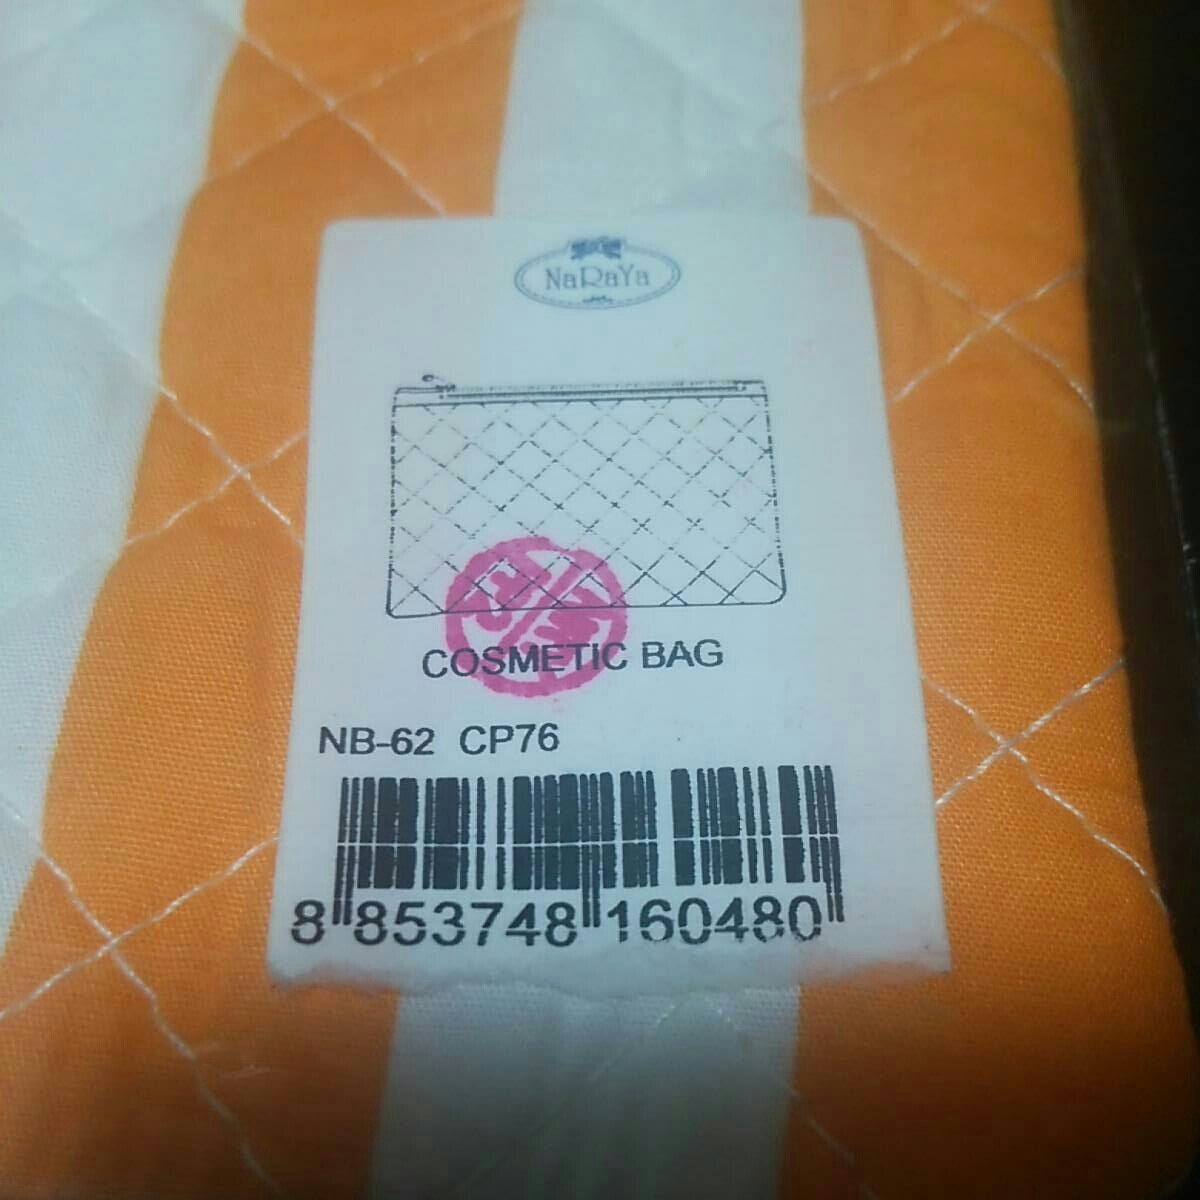 NaRaYa
COSMETIC BAG
NB-62 CP76
8 853748 160480